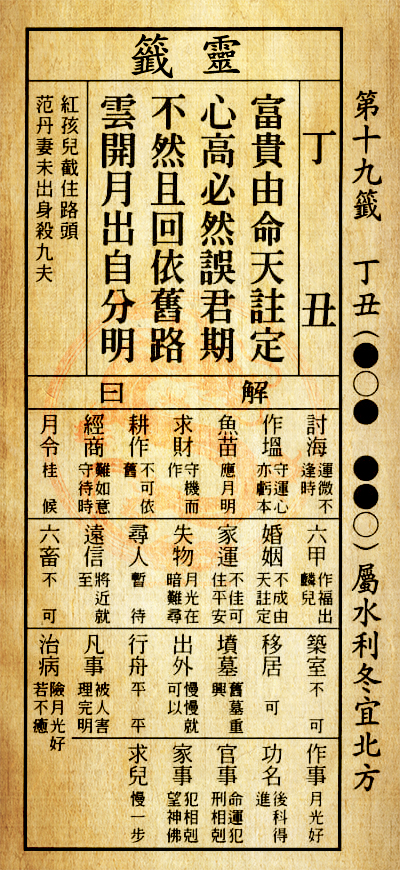 第十九籤　丁丑（●○●　●●○）屬水利冬宜北方
靈籤
丁丑
富貴由命天註定
心高必然誤君期
不然且回依舊路
雲開月出自分明
紅孩兒截住路頭
范丹妻未出身殺九夫
解曰
討海 運微不逢時
作塭 守運心亦虧本
魚苗 應月明
求財 守機而作
耕作 不可依舊
經商 難如意守待時
月令 桂候
六甲 作福出麟兒
婚姻 不成由天註定
家運 不佳可住平安
失物 月光在暗難尋
尋人 暫待
遠信 將近就至
六畜 不可
築室 不可
移居 可
墳墓 舊墓重興
出外 慢慢就可以
行舟 平平
凡事 被人害理完明
治病 險月光好若不癒
作事 月光好
功名 後科得進
官事 命運犯刑相剋
家事 犯相剋望神佛
求兒 慢一步